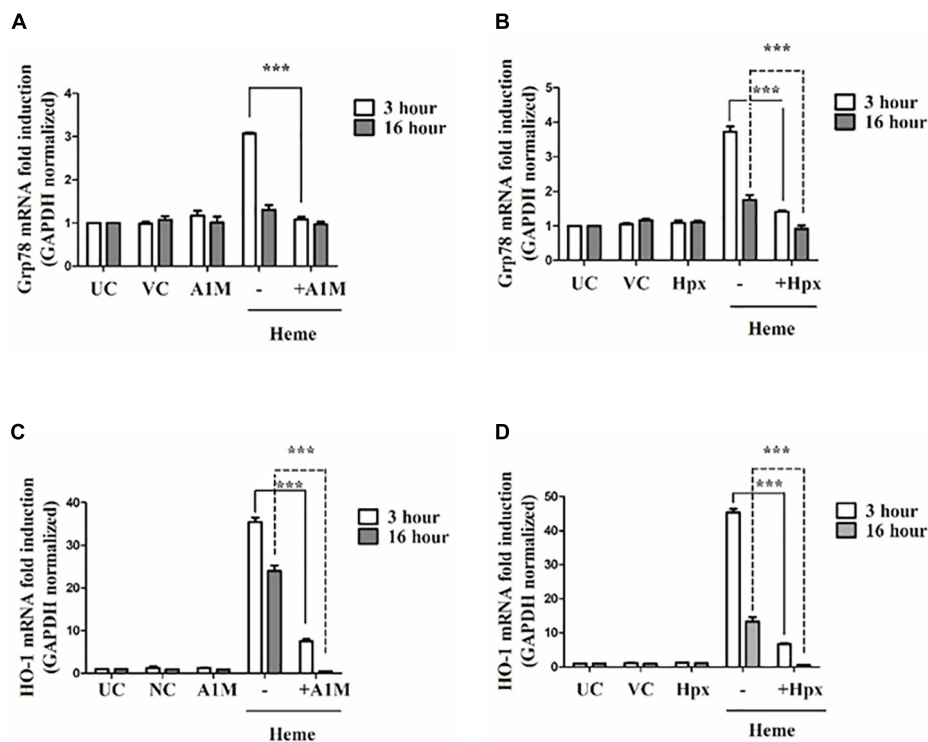 A
Grp78 mRNA fold induction
(GAPDH normalized)
4
3
2
1
0
***
3 hour
16 hour
UC VC A1M - +A1M
Heme
B
Grp78 mRNA fold induction
(GAPDH normalized)
5
4
3
2
1
0
***
***
3 hour
16 hour
UC VC Hpx - +Hpx
Heme
C
HO-1 mRNA fold induction
(GAPDH normalized)
40
30
20
10
0
***
***
3 hour
16 hour
UC NC A1M - +A1M
Heme
D
HO-1 mRNA fold induction
(GAPDH normalized)
50
40
30
20
10
0
***
***
3 hour
16 hour
UC VC Hpx - +Hpx
Heme